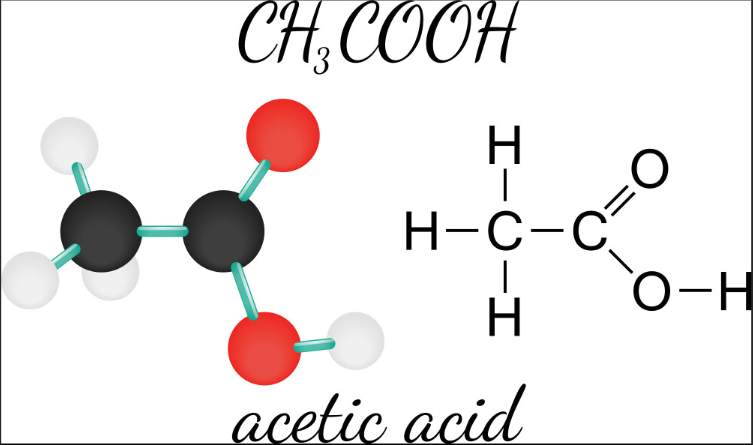 CH₃COOH
H
O
H C C
O H
H
acetic acid